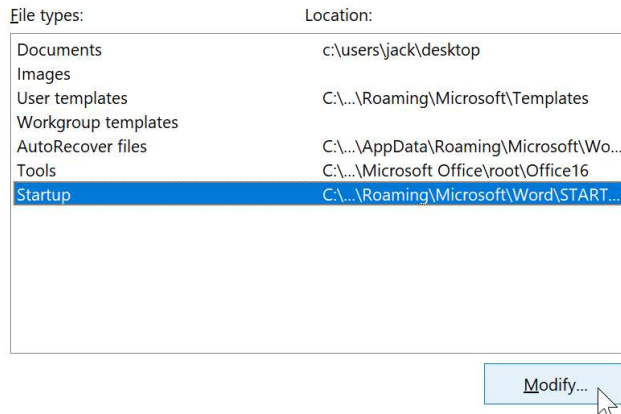 File types: Location:
Documents c:\users\jack\desktop
Images
User templates C:\...\Roaming\Microsoft\Templates
Workgroup templates
AutoRecover files C:\...\AppData\Roaming\Microsoft\Wo...
Tools C:\...\Microsoft Office\root\Office16
Startup C:\...\Roaming\Microsoft\Word\START...
Modify...